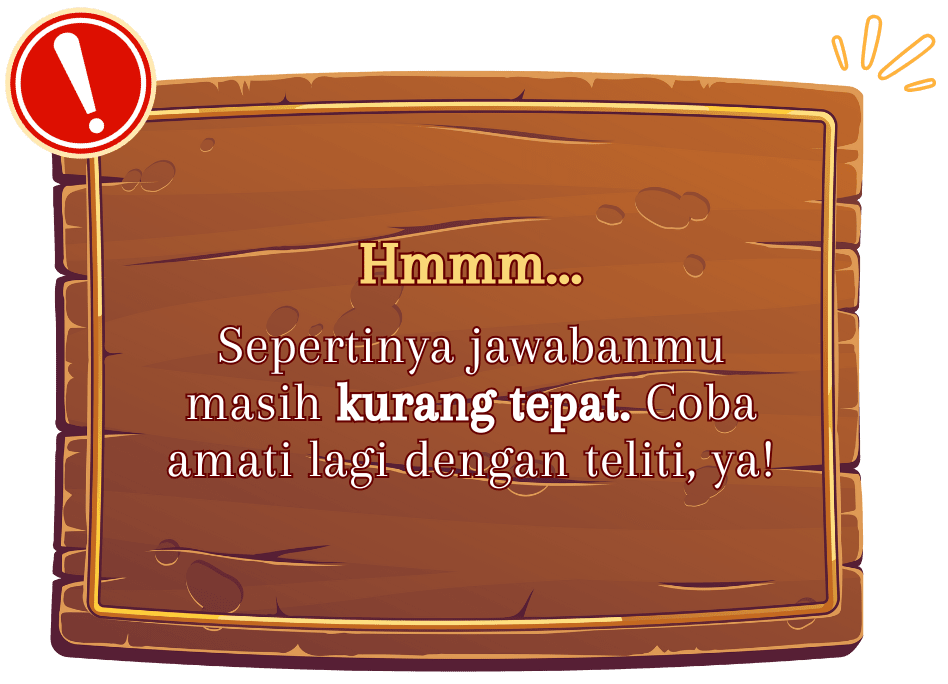 Hmmm...
Sepertinya jawabanmu
masih kurang tepat. Coba
amati lagi dengan teliti, ya!